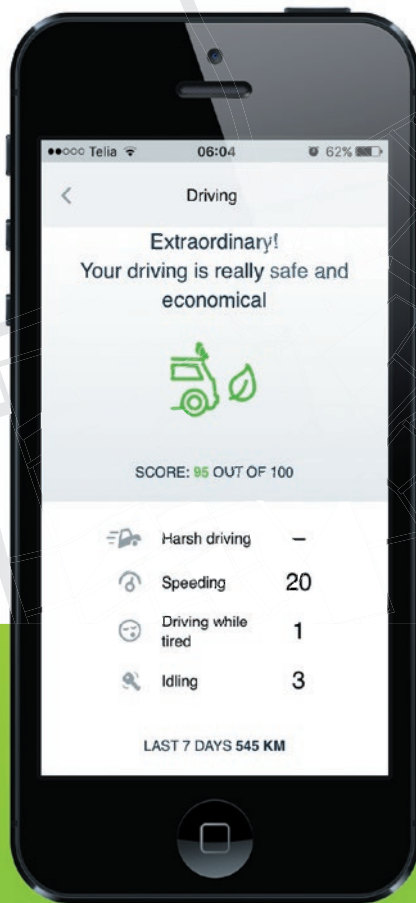 Telia 06:04 62%
Driving
Extraordinary!
Your driving is really safe and
economical
SCORE: 95 OUT OF 100
Harsh driving –
Speeding 20
Driving while
tired 1
Idling 3
LAST 7 DAYS 545 KM